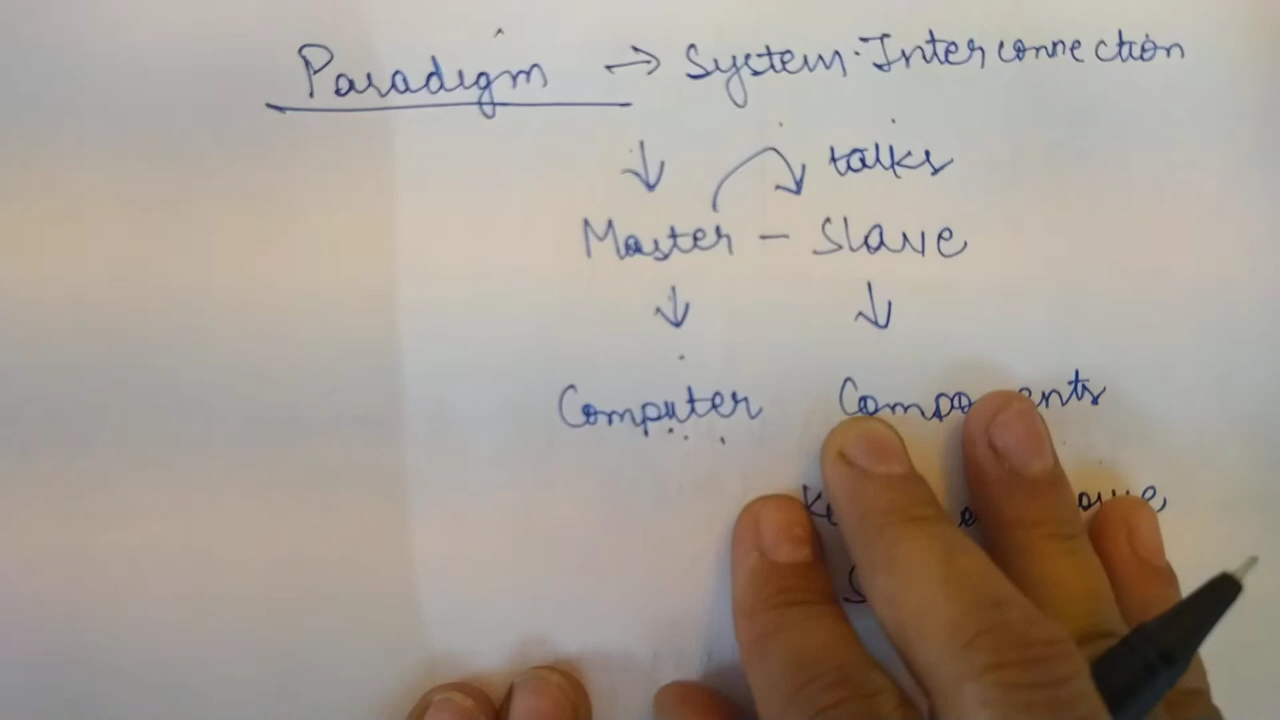 Paradigm → System Interconnection
talks
Master - Slave
Computer